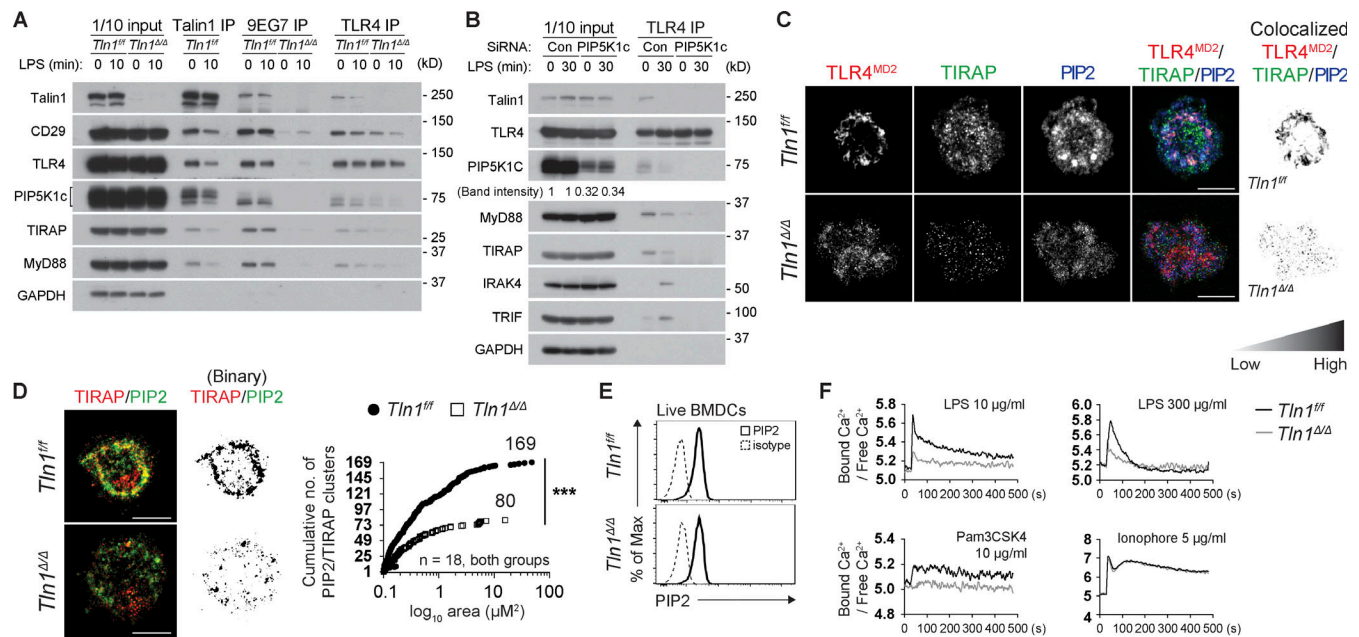 A
1/10 input Talin1 IP 9EG7 IP TLR4 IP
Tln1f/f Tln1Δ/Δ Tln1f/f Tln1f/f Tln1Δ/Δ Tln1f/f Tln1Δ/Δ
LPS (min): 0 10 0 10 0 10 0 10 0 10 0 10 0 10 (kD)
Talin1 - 250
- 150
CD29
- 150
TLR4
PIP5K1c - 75
TIRAP
25
- 37
MyD88
- 37
GAPDH
B
1/10 input TLR4 IP
SiRNA: Con PIP5K1c Con PIP5K1c
LPS (min): 0 30 0 30 0 30 0 30 (kD)
Talin1 - 250
- 150
TLR4
PIP5K1C - 75
(Band intensity) 1 1 0.32 0.34
- 37
MyD88
- 37
TIRAP
IRAK4
- 50
- 100
TRIF
- 37
GAPDH
C
Colocalized
TLR4MD2 TIRAP PIP2 TLR4MD2/ TLR4MD2/
TIRAP/PIP2 TIRAP/PIP2
Tln1f/f
Tln1f/f
Tln1Δ/Δ
Tln1Δ/Δ
Low High
D
(Binary)
TIRAP/PIP2 TIRAP/PIP2
Tln1f/f
Tln1Δ/Δ
Tln1f/f Tln1Δ/Δ
Cumulative no. of
PIP2/TIRAP clusters
169
145
121
97
73
49
25
1
169
80
***
n = 18, both groups
0.1 1 10 100
log10 area (µM2)
E
Live BMDCs
PIP2
isotype
Tln1f/f
Tln1Δ/Δ
% of Max
PIP2
F
LPS 10 µg/ml
Bound Ca2+
/ Free Ca2+
5.8
5.6
5.4
5.2
5.0
0 100 200 300 400 500 (s)
LPS 300 µg/ml
6.0
5.8
5.6
5.4
5.2
5.0
0 100 200 300 400 500 (s)
Tln1f/f
Tln1Δ/Δ
Pam3CSK4
10 µg/ml
Bound Ca2+
/ Free Ca2+
5.4
5.2
5.0
4.8
0 200 400 600 (s)
Ionophore 5 µg/ml
8
7
6
5
4
0 100 200 300 400 500 (s)